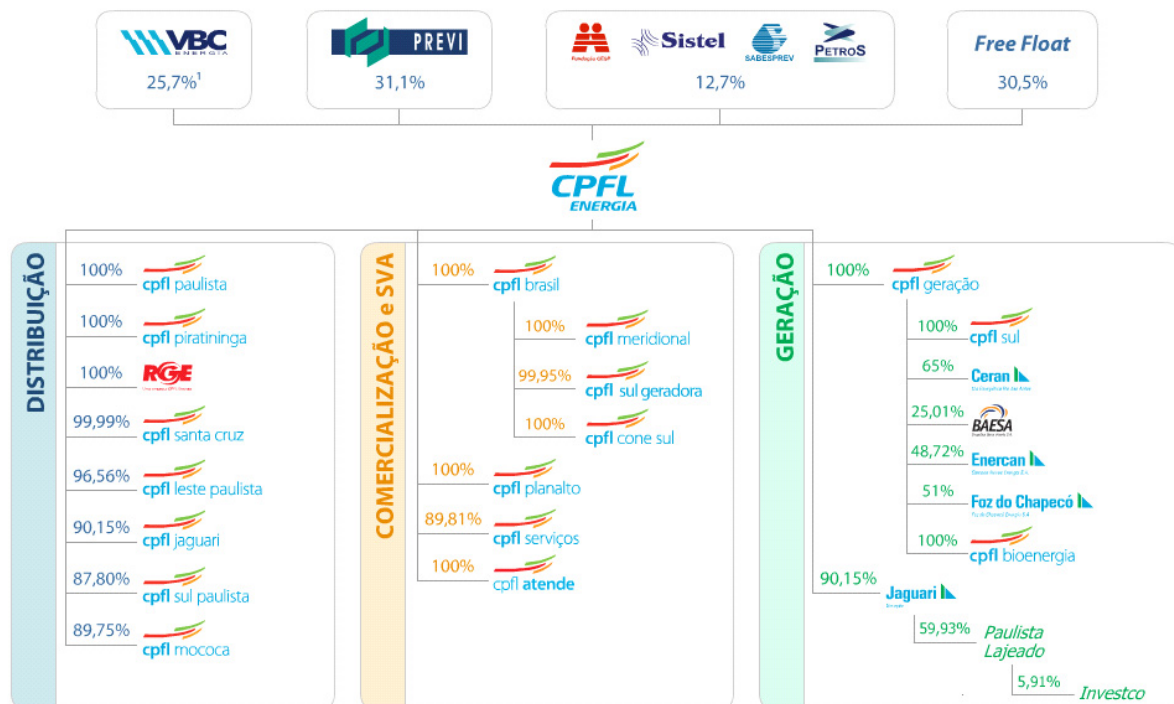 VBC
ENERGIA
25,7%¹
PREVI
31,1%
Sistel
SABESPREV
PETROS
12,7%
Free Float
30,5%
CPFL
ENERGIA
DISTRIBUIÇÃO
100%
cpfl paulista
100%
cpfl piratininga
100%
RGE
99,99%
cpfl santa cruz
96,56%
cpfl leste paulista
90,15%
cpfl jaguari
87,80%
cpfl sul paulista
89,75%
cpfl mococa
COMERCIALIZAÇÃO e SVA
100%
cpfl brasil
100%
cpfl meridional
99,95%
cpfl sul geradora
100%
cpfl cone sul
100%
cpfl planalto
89,81%
cpfl serviços
100%
cpfl atende
GERAÇÃO
100%
cpfl geração
100%
cpfl sul
65%
Ceran
25,01%
BAESA
48,72%
Enercan
51%
Foz do Chapecó
100%
cpfl bioenergia
90,15%
Jaguari
59,93%
Paulista
Lajeado
5,91%
Investco